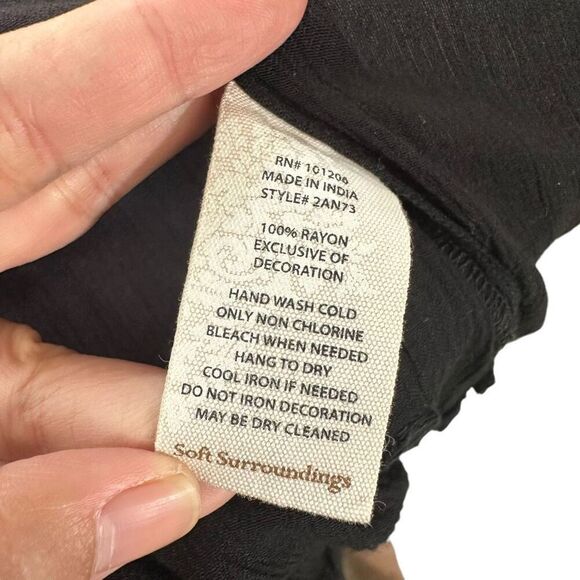 RN# 101206
MADE IN INDIA
STYLE# 2AN73
100% RAYON
EXCLUSIVE OF
DECORATION
HAND WASH COLD
ONLY NON CHLORINE
BLEACH WHEN NEEDED
HANG TO DRY
COOL IRON IF NEEDED
DO NOT IRON DECORATION
MAY BE DRY CLEANED
Soft Surroundings